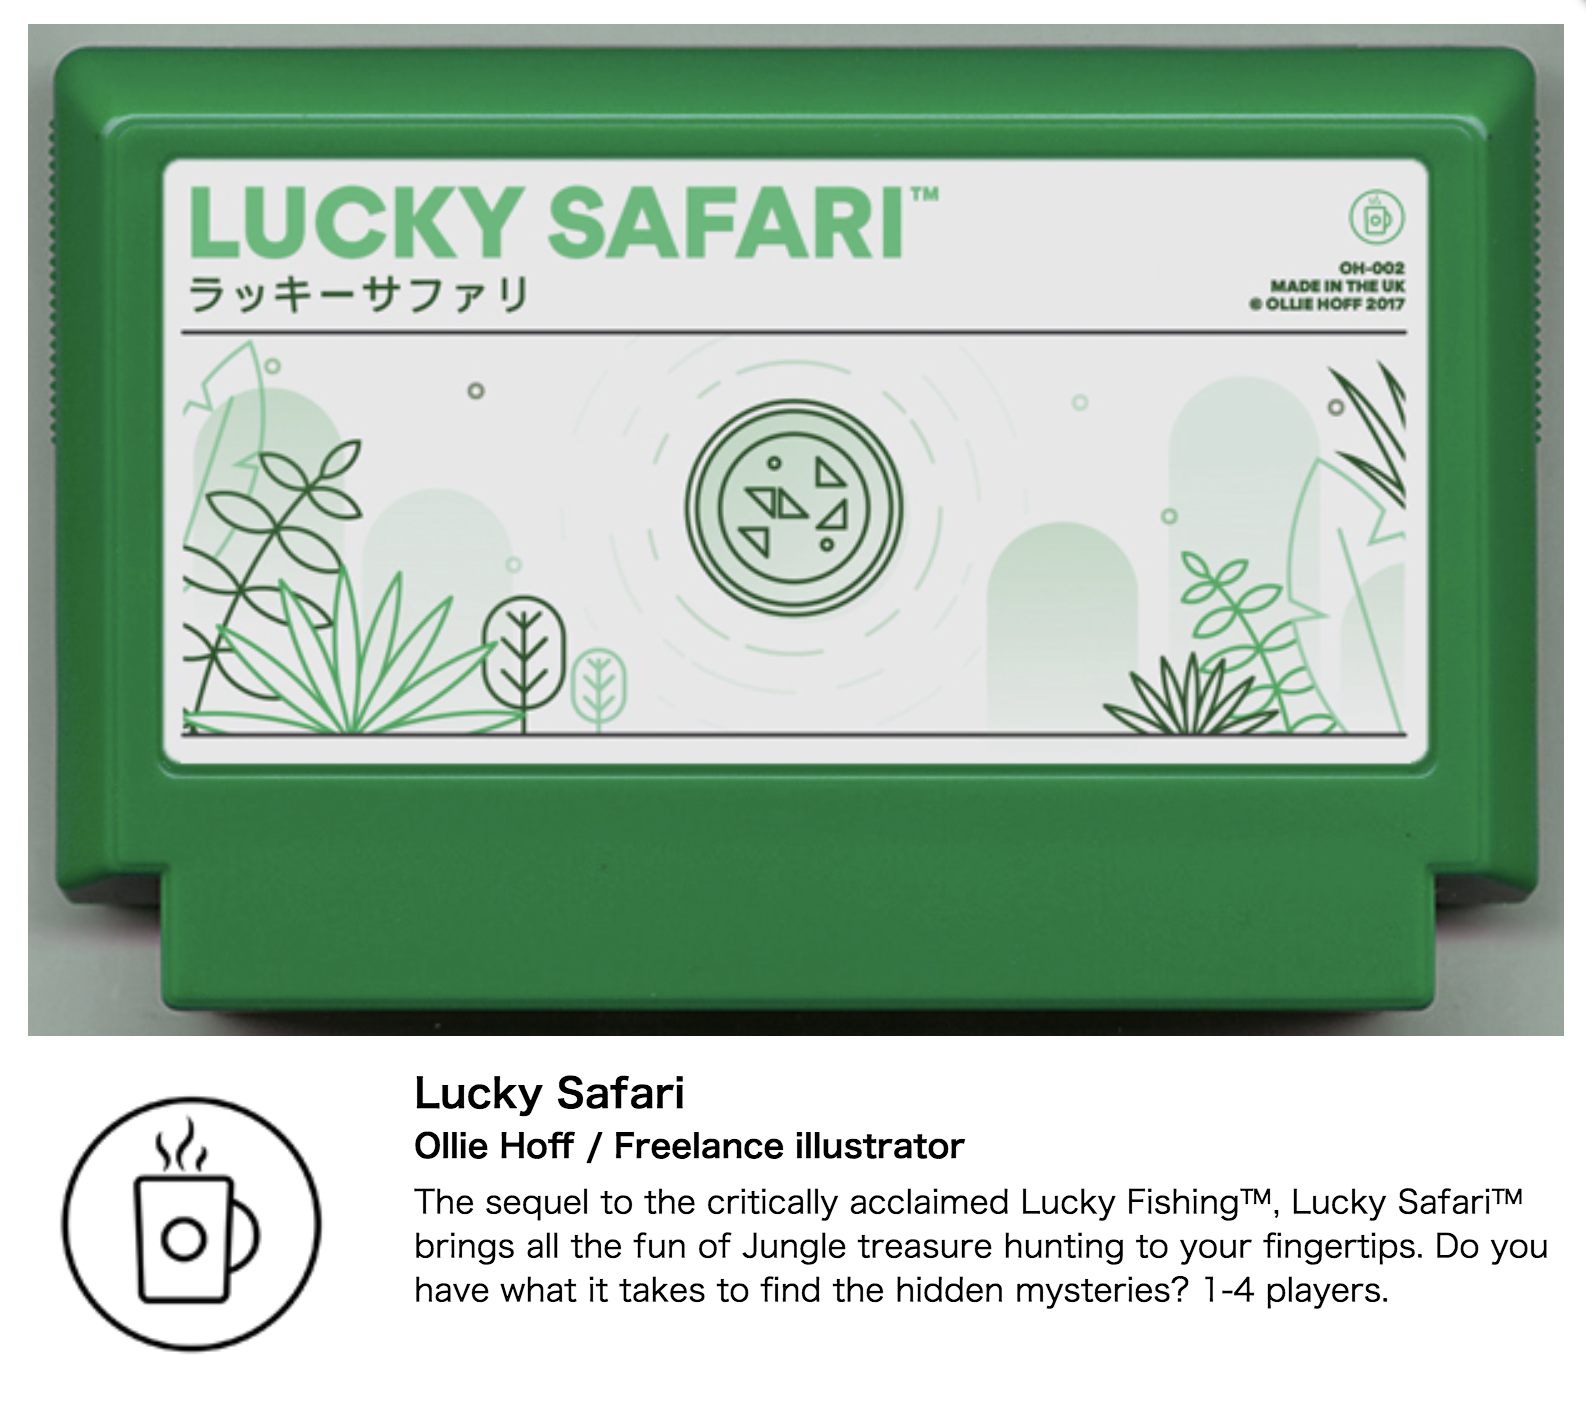 LUCKY SAFARI™
ラッキーサファリ
OH-002
MADE IN THE UK
© OLLIE HOFF 2017
Lucky Safari
Ollie Hoff / Freelance illustrator
The sequel to the critically acclaimed Lucky Fishing™, Lucky Safari™
brings all the fun of Jungle treasure hunting to your fingertips. Do you
have what it takes to find the hidden mysteries? 1-4 players.